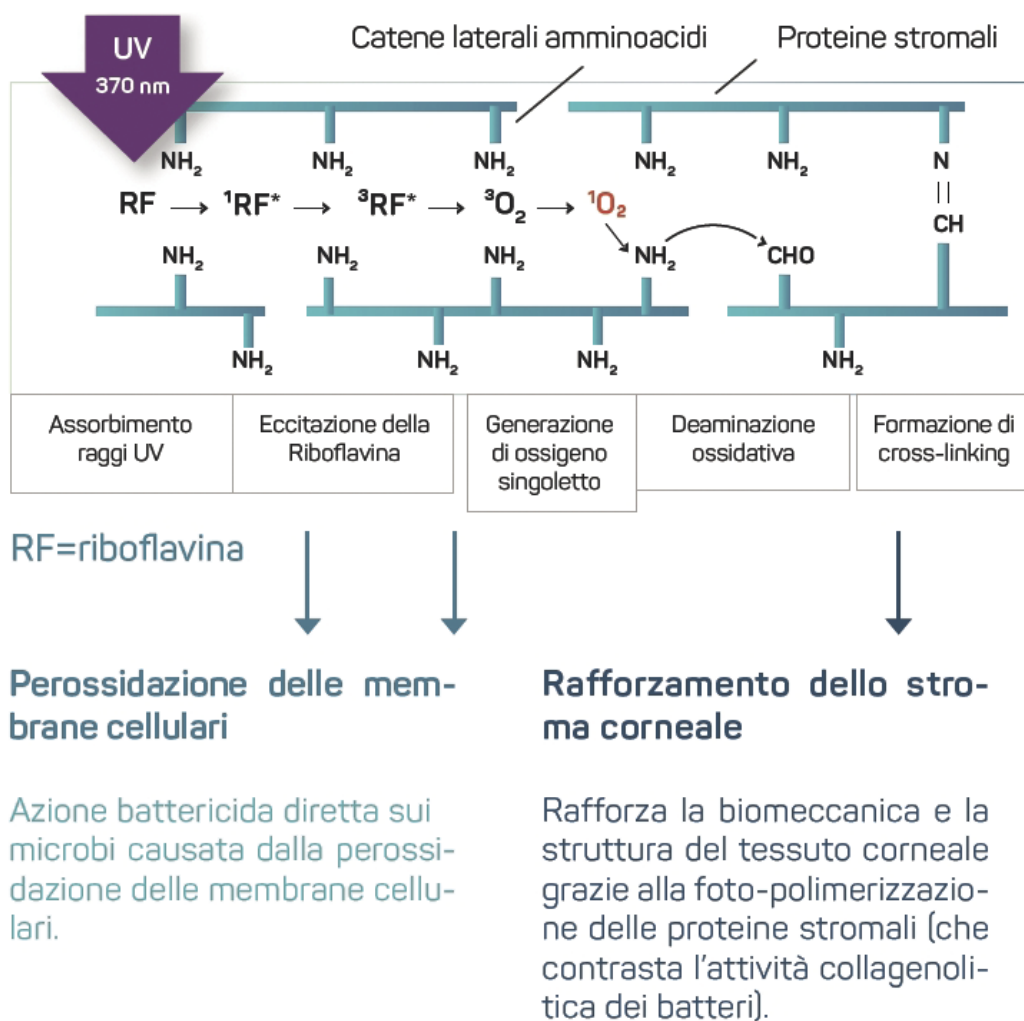 UV
370 nm
Catene laterali amminoacidi
Proteine stromali
NH₂ NH₂ NH₂ NH₂ NH₂ N
||
CH
RF → ¹RF* → ³RF* → ³O₂ → ¹O₂
NH₂ NH₂ NH₂ NH₂ CHO
NH₂ NH₂ NH₂ NH₂
Assorbimento
raggi UV
Eccitazione della
Riboflavina
Generazione
di ossigeno
singoletto
Deaminazione
ossidativa
Formazione di
cross-linking
RF=riboflavina
Perossidazione delle mem-
brane cellulari
Azione battericida diretta sui
microbi causata dalla perossi-
dazione delle membrane cellu-
lari.
Rafforzamento dello stro-
ma corneale
Rafforza la biomeccanica e la
struttura del tessuto corneale
grazie alla foto-polimerizzazio-
ne delle proteine stromali (che
contrasta l'attività collagenoli-
tica dei batteri).